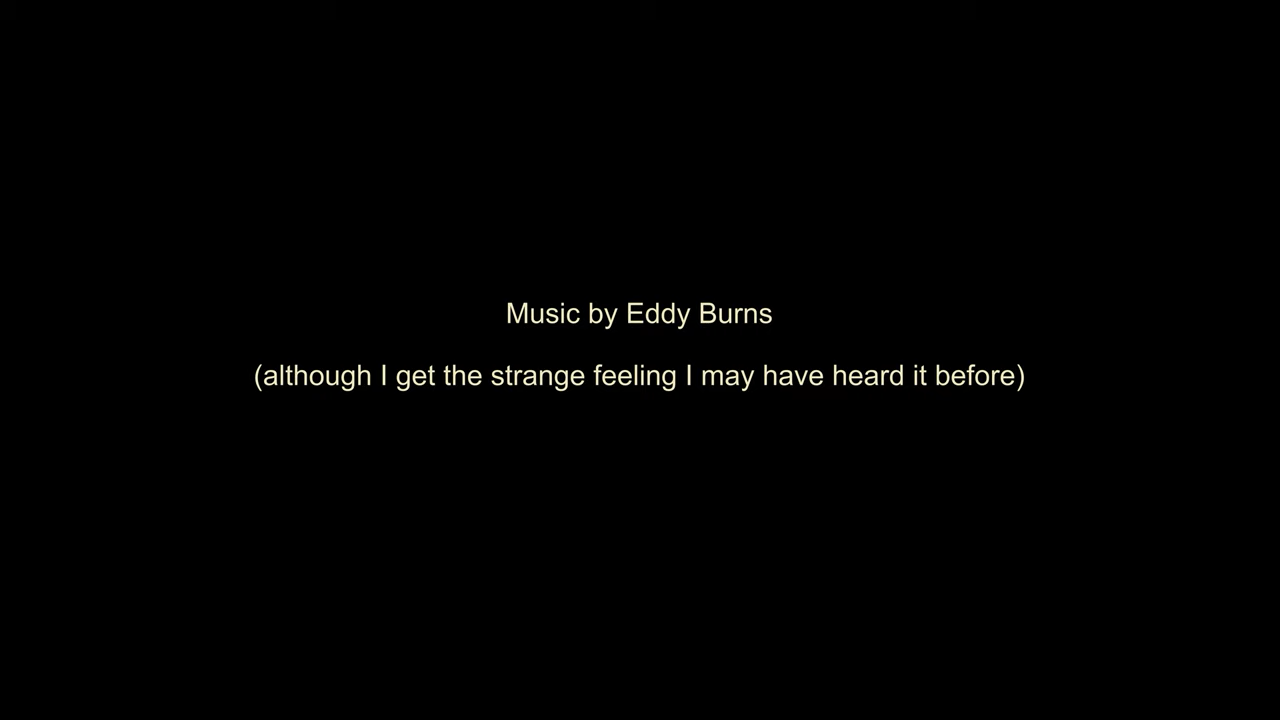 Music by Eddy Burns
(although I get the strange feeling I may have heard it before)